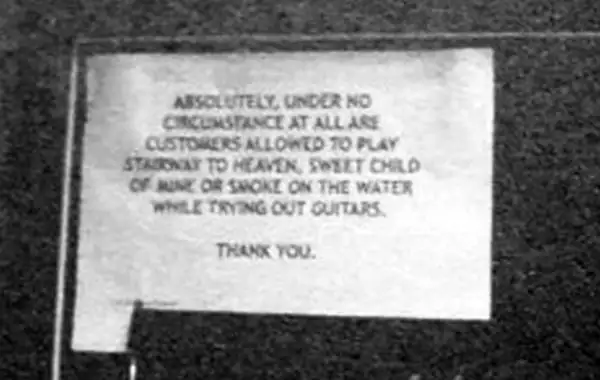 ABSOLUTELY, UNDER NO
CIRCUMSTANCE AT ALL ARE
CUSTOMERS ALLOWED TO PLAY
STAIRWAY TO HEAVEN, SWEET CHILD
OF MINE OR SMOKE ON THE WATER
WHILE TRYING OUT GUITARS.
THANK YOU.